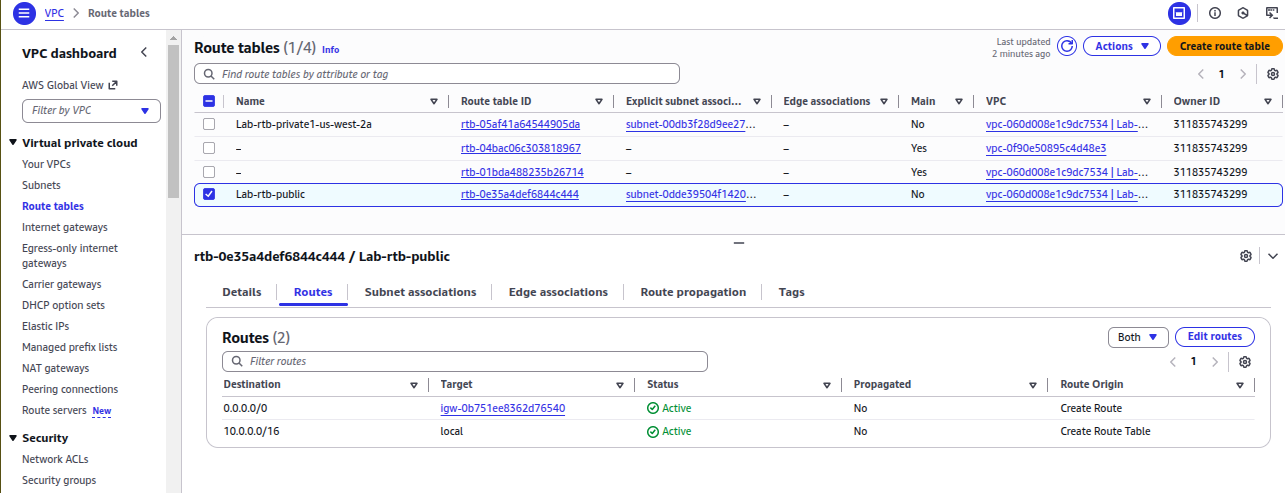 VPC > Route tables
VPC dashboard
AWS Global View
Filter by VPC
Virtual private cloud
Your VPCs
Subnets
Route tables
Internet gateways
Egress-only internet
gateways
Carrier gateways
DHCP option sets
Elastic IPs
Managed prefix lists
NAT gateways
Peering connections
Route servers New
Security
Network ACLs
Security groups
Route tables (1/4) Info
Last updated
2 minutes ago
Actions
Create route table
Find route tables by attribute or tag
1
Name Route table ID Explicit subnet associ... Edge associations Main VPC Owner ID
Lab-rtb-private1-us-west-2a rtb-05af41a64544905da subnet-00db3f28d9ee27... – No vpc-060d008e1c9dc7534 | Lab-... 311835743299
– rtb-04bac06c303818967 – – Yes vpc-0f90e50895c4d48e3 311835743299
– rtb-01bda488235b26714 – – Yes vpc-060d008e1c9dc7534 | Lab-... 311835743299
Lab-rtb-public rtb-0e35a4def6844c444 subnet-0dde39504f1420... – No vpc-060d008e1c9dc7534 | Lab-... 311835743299
rtb-0e35a4def6844c444 / Lab-rtb-public
Details Routes Subnet associations Edge associations Route propagation Tags
Routes (2)
Both
Edit routes
Filter routes
1
Destination Target Status Propagated Route Origin
0.0.0.0/0 igw-0b751ee8362d76540 Active No Create Route
10.0.0.0/16 local Active No Create Route Table